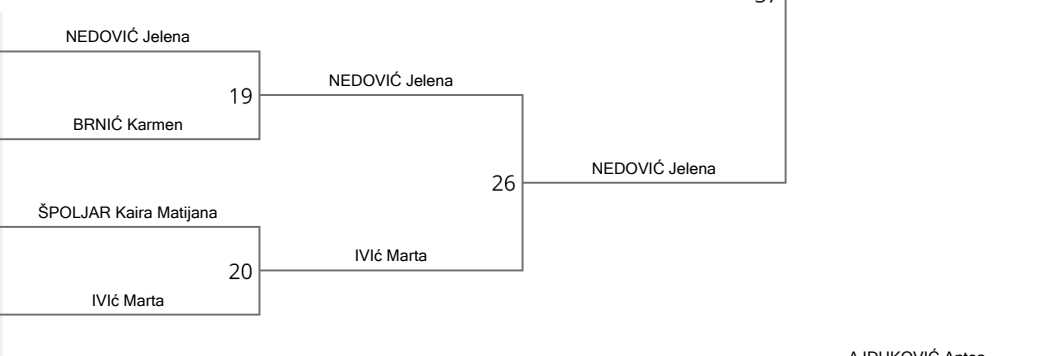 NEDOVIĆ Jelena
NEDOVIĆ Jelena
19
BRNIĆ Karmen
NEDOVIĆ Jelena
26
ŠPOLJAR Kaira Matijana
IVIć Marta
20
IVIć Marta